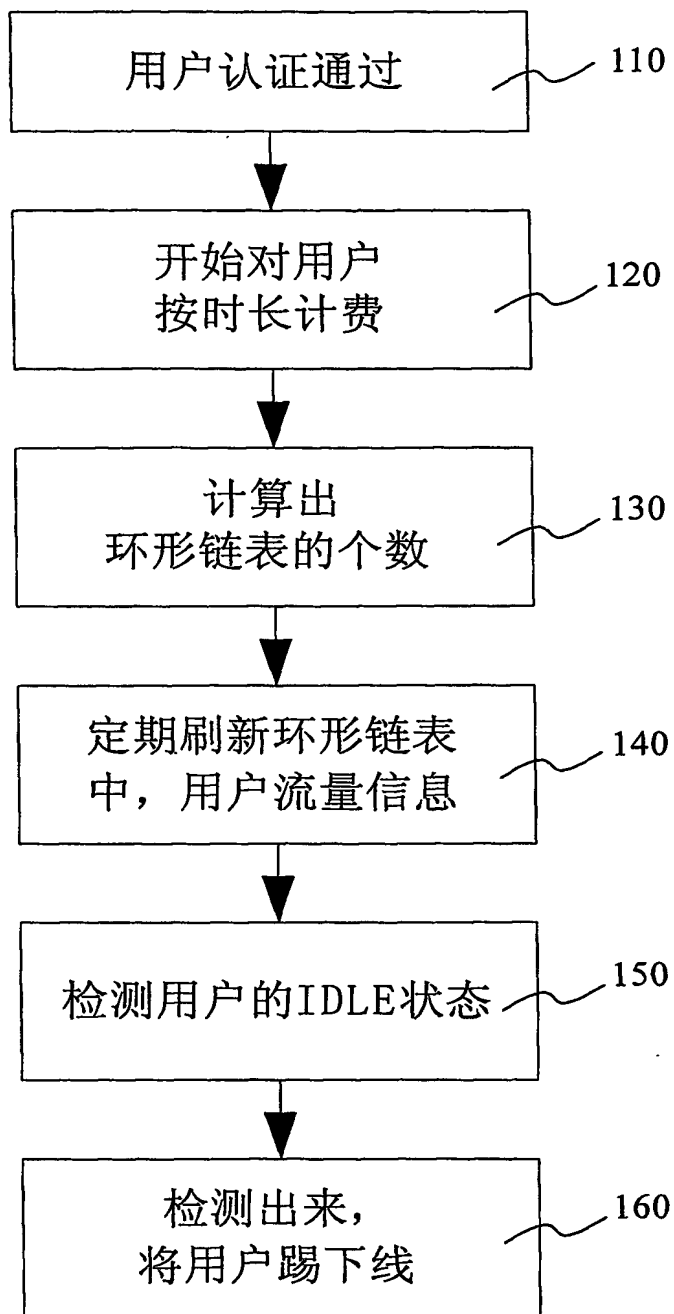 用户认证通过
110
开始对用户
按时长计费
120
计算出
环形链表的个数
130
定期刷新环形链表
中，用户流量信息
140
检测用户的IDLE状态
150
检测出来，
将用户踢下线
160